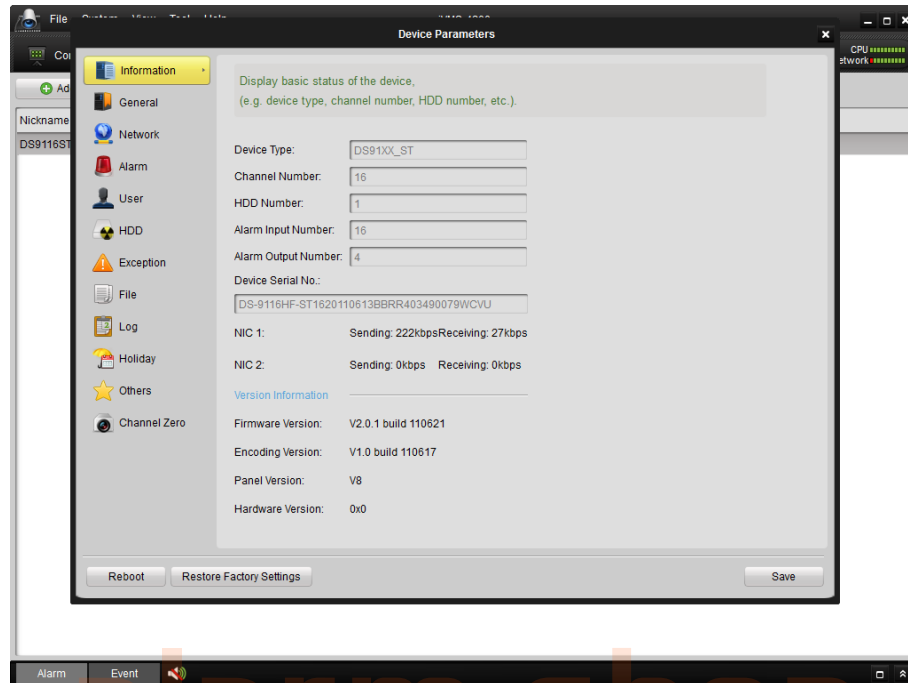 File
Device Parameters
CPU
Information
Ad
Nickname
DS9116ST
Display basic status of the device,
(e.g. device type, channel number, HDD number, etc.).
General
Network
Alarm
User
HDD
Exception
File
Log
Holiday
Others
Channel Zero
Device Type: DS91XX_ST
Channel Number: 16
HDD Number: 1
Alarm Input Number: 16
Alarm Output Number: 4
Device Serial No.:
DS-9116HF-ST1620110613BBRR403490079WCVU
NIC 1: Sending: 222kbpsReceiving: 27kbps
NIC 2: Sending: 0kbps Receiving: 0kbps
Version Information
Firmware Version: V2.0.1 build 110621
Encoding Version: V1.0 build 110617
Panel Version: V8
Hardware Version: 0x0
Reboot Restore Factory Settings Save
Alarm Event